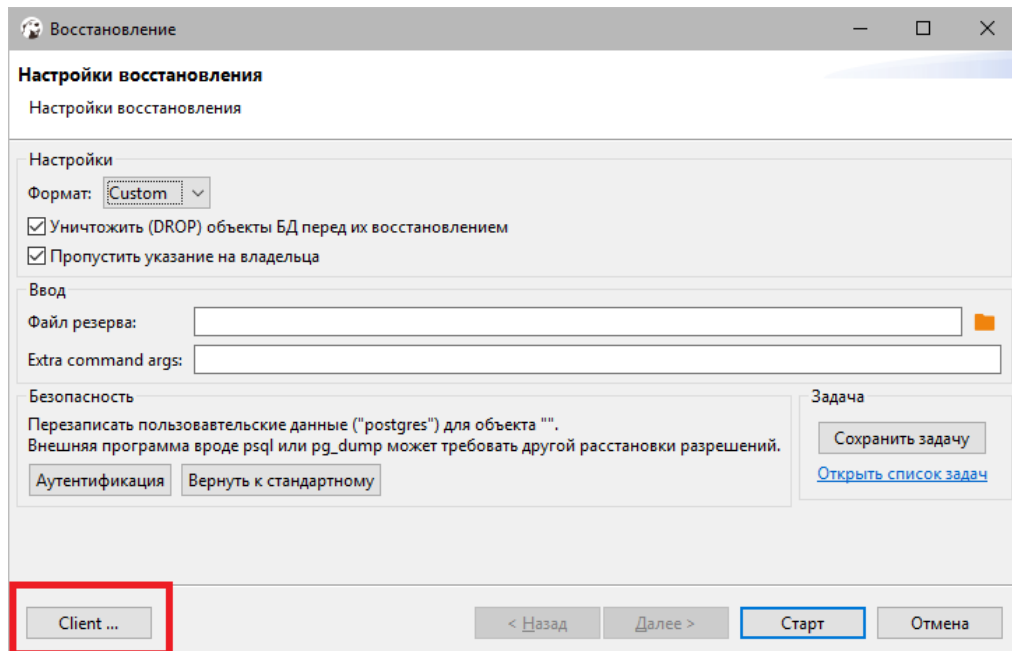 Восстановление
Настройки восстановления
Настройки восстановления
Настройки
Формат: Custom
Уничтожить (DROP) объекты БД перед их восстановлением
Пропустить указание на владельца
Ввод
Файл резерва:
Extra command args:
Безопасность
Перезаписать пользовавтельские данные ("postgres") для объекта "".
Внешняя программа вроде psql или pg_dump может требовать другой расстановки разрешений.
Аутентификация Вернуть к стандартному
Задача
Сохранить задачу
Открыть список задач
Client ... < Назад Далее > Старт Отмена